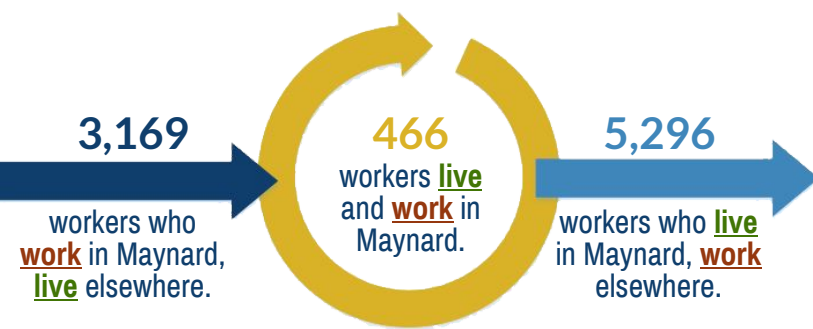 3,169
workers who
work in Maynard,
live elsewhere.
466
workers live
and work in
Maynard.
5,296
workers who live
in Maynard, work
elsewhere.